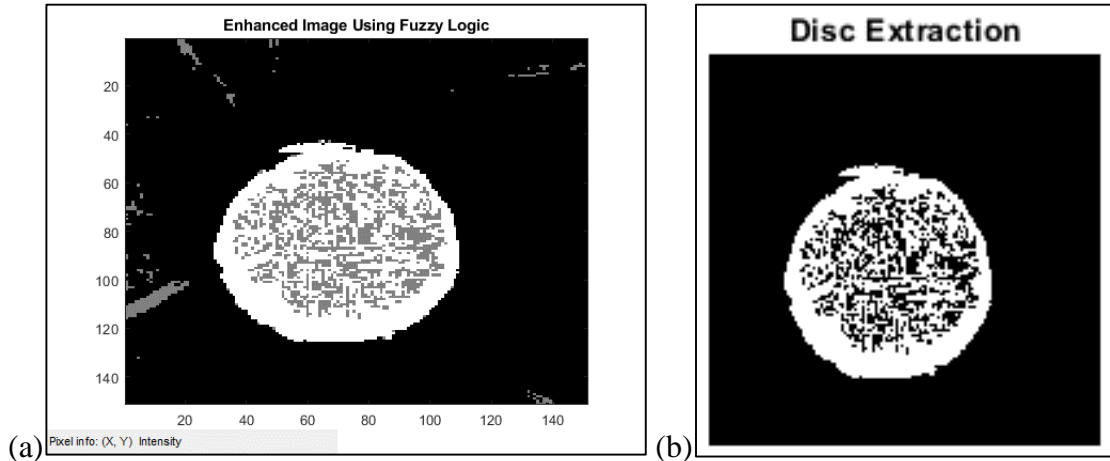 Enhanced Image Using Fuzzy Logic
20
40
60
80
100
120
140
20 40 60 80 100 120 140
(a) Pixel info: (X, Y) Intensity
Disc Extraction
(b)